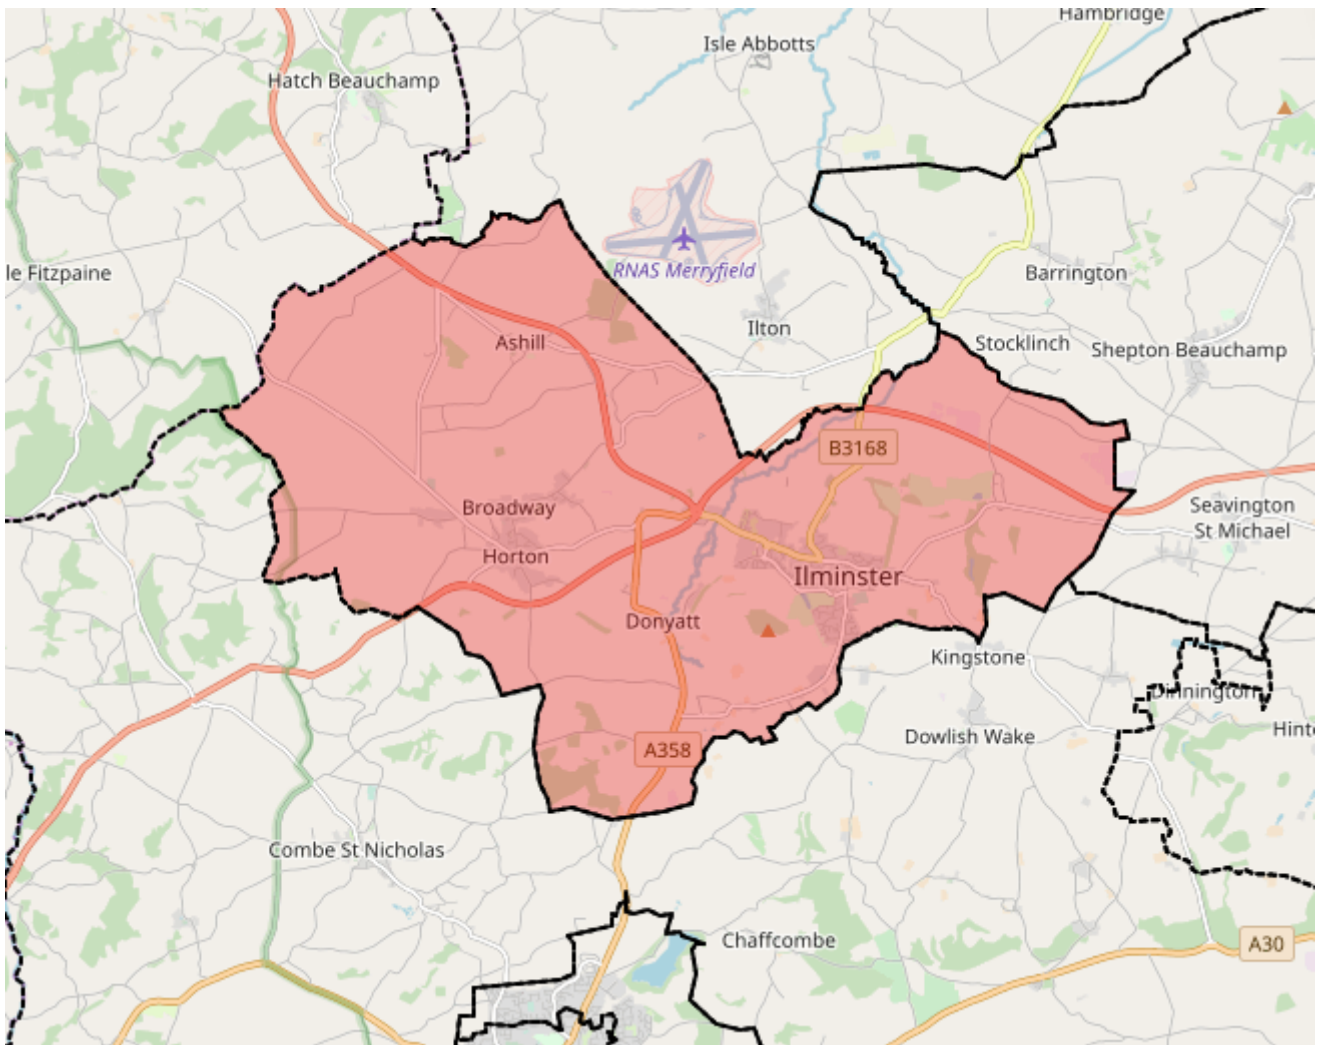 Hambridge
Isle Abbotts
Hatch Beauchamp
le Fitzpaine
RNAS Merryfield
Barrington
Ilton
Ashill
Stocklinch
Shepton Beauchamp
B3168
Broadway
Seavington
St Michael
Horton
Ilminster
Donyatt
Kingstone
Dinnington
Hinto
Dowlish Wake
A358
Combe St Nicholas
Chaffcombe
A30